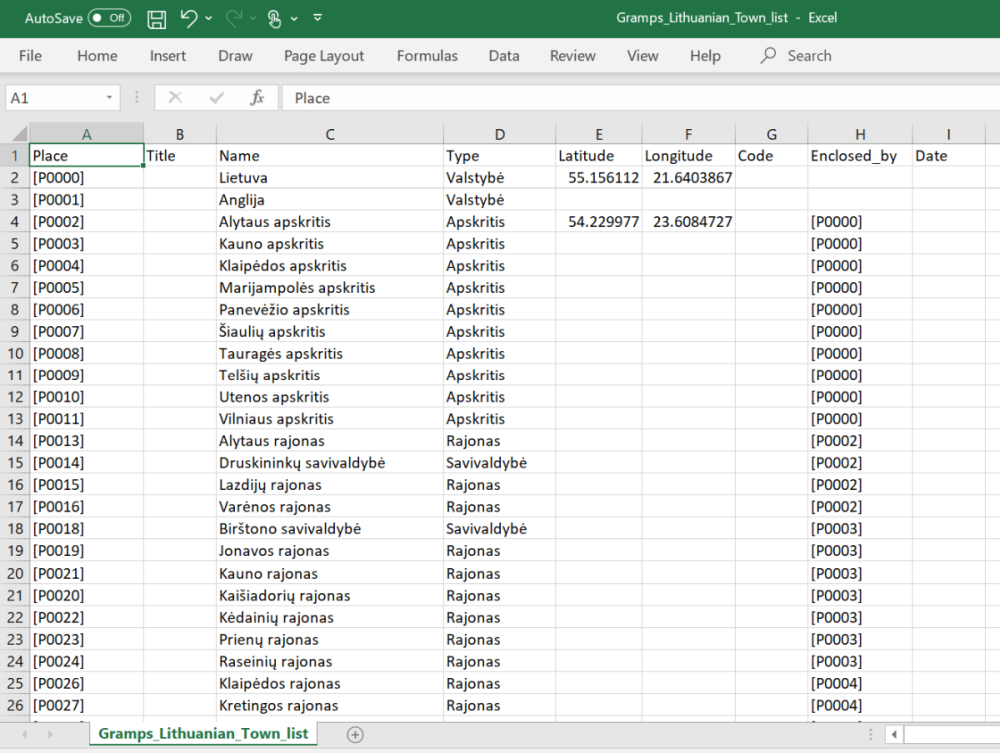 AutoSave Off Gramps_Lithuanian_Town_list - Excel
File Home Insert Draw Page Layout Formulas Data Review View Help Search
A1 fx Place
A B C D E F G H I
1 Place Title Name Type Latitude Longitude Code Enclosed_by Date
2 [P0000] Lietuva Valstybė 55.156112 21.6403867
3 [P0001] Anglija Valstybė
4 [P0002] Alytaus apskritis Apskritis 54.229977 23.6084727 [P0000]
5 [P0003] Kauno apskritis Apskritis [P0000]
6 [P0004] Klaipėdos apskritis Apskritis [P0000]
7 [P0005] Marijampolės apskritis Apskritis [P0000]
8 [P0006] Panevėžio apskritis Apskritis [P0000]
9 [P0007] Šiaulių apskritis Apskritis [P0000]
10 [P0008] Tauragės apskritis Apskritis [P0000]
11 [P0009] Telšių apskritis Apskritis [P0000]
12 [P0010] Utenos apskritis Apskritis [P0000]
13 [P0011] Vilniaus apskritis Apskritis [P0000]
14 [P0013] Alytaus rajonas Rajonas [P0002]
15 [P0014] Druskininkų savivaldybė Savivaldybė [P0002]
16 [P0015] Lazdijų rajonas Rajonas [P0002]
17 [P0016] Varėnos rajonas Rajonas [P0002]
18 [P0018] Birštono savivaldybė Savivaldybė [P0003]
19 [P0019] Jonavos rajonas Rajonas [P0003]
20 [P0021] Kauno rajonas Rajonas [P0003]
21 [P0020] Kaišiadorių rajonas Rajonas [P0003]
22 [P0022] Kėdainių rajonas Rajonas [P0003]
23 [P0023] Prienų rajonas Rajonas [P0003]
24 [P0024] Raseinių rajonas Rajonas [P0003]
25 [P0026] Klaipėdos rajonas Rajonas [P0004]
26 [P0027] Kretingos rajonas Rajonas [P0004]
Gramps_Lithuanian_Town_list